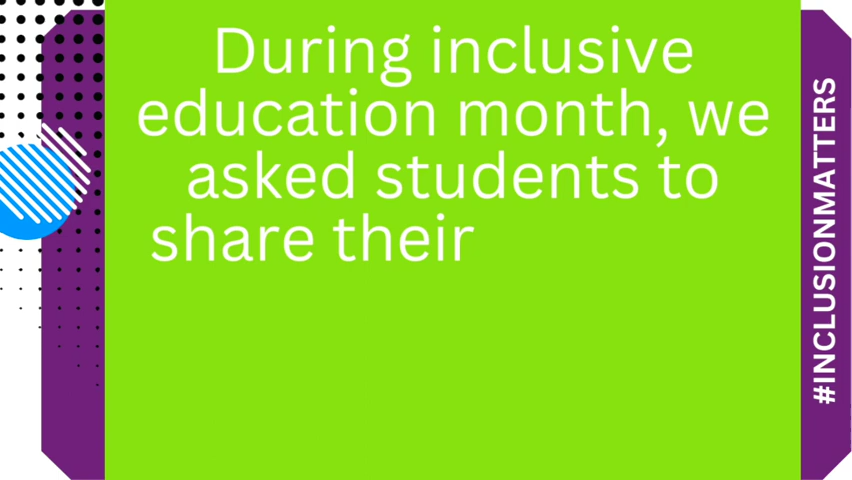 During inclusive
education month, we
asked students to
share their
#INCLUSIONMATTERS